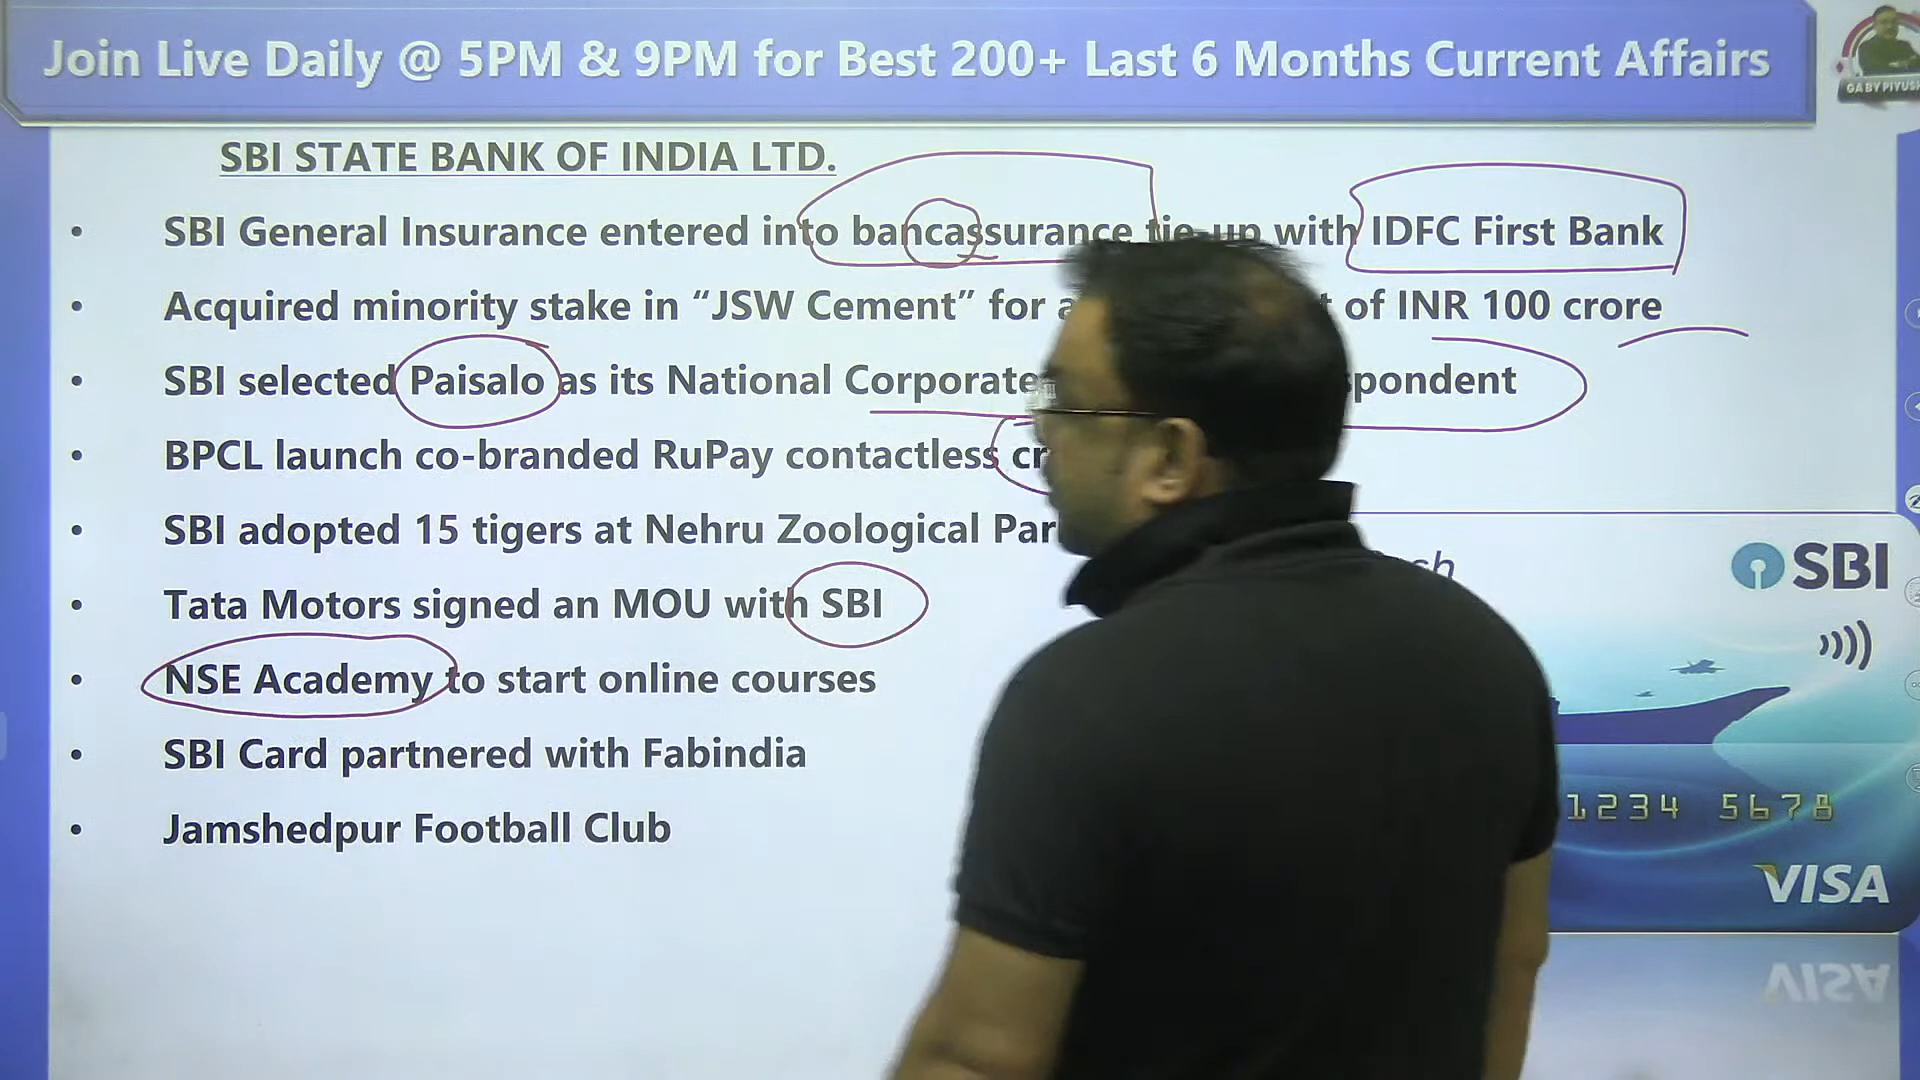 Join Live Daily @ 5PM & 9PM for Best 200+ Last 6 Months Current Affairs
GA BY PIYUSH
SBI STATE BANK OF INDIA LTD.
• SBI General Insurance entered into bancassurance tie-up with IDFC First Bank
• Acquired minority stake in “JSW Cement” for of INR 100 crore
• SBI selected Paisalo as its National Corporate
• BPCL launch co-branded RuPay contactless
• SBI adopted 15 tigers at Nehru Zoological
• Tata Motors signed an MOU with SBI
• NSE Academy to start online courses
• SBI Card partnered with Fabindia
• Jamshedpur Football Club
SBI
1234 5678
VISA